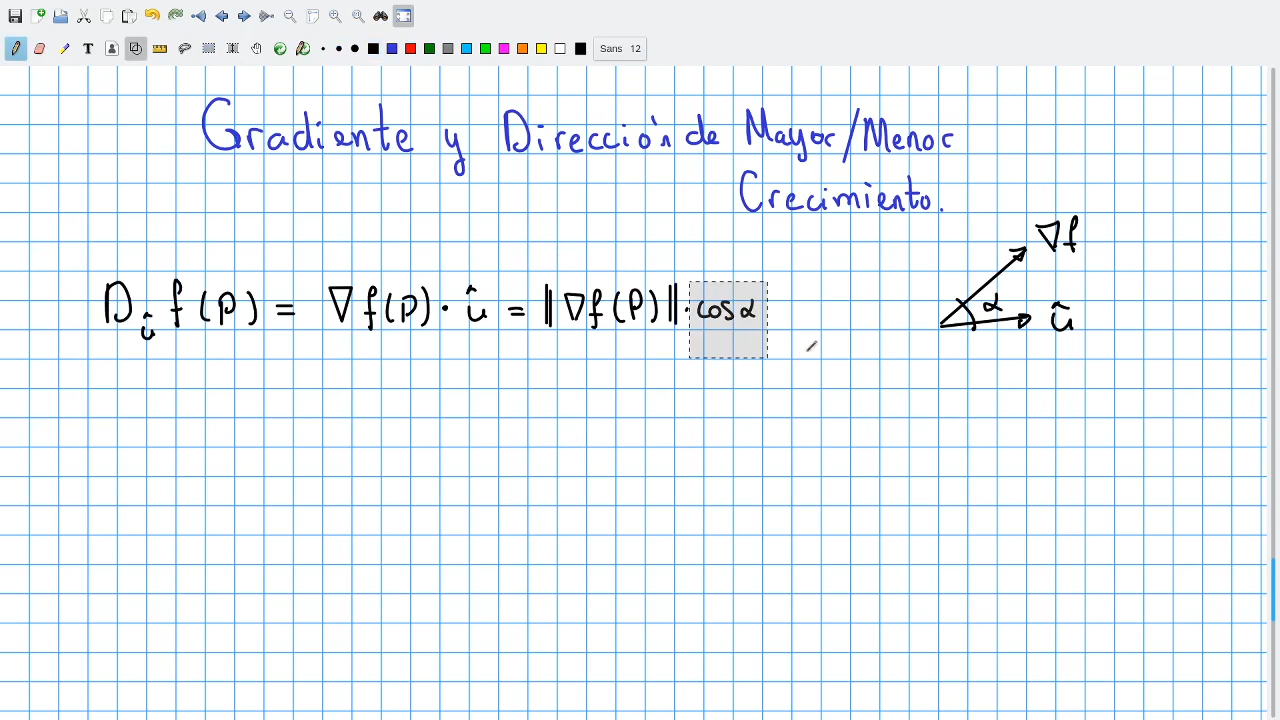 Sans 12
Gradiente y Dirección de Mayor/Menor
Crecimiento.
∇f
D_û f(P) = ∇f(P) · û = ‖∇f(P)‖ · cos α
α
û